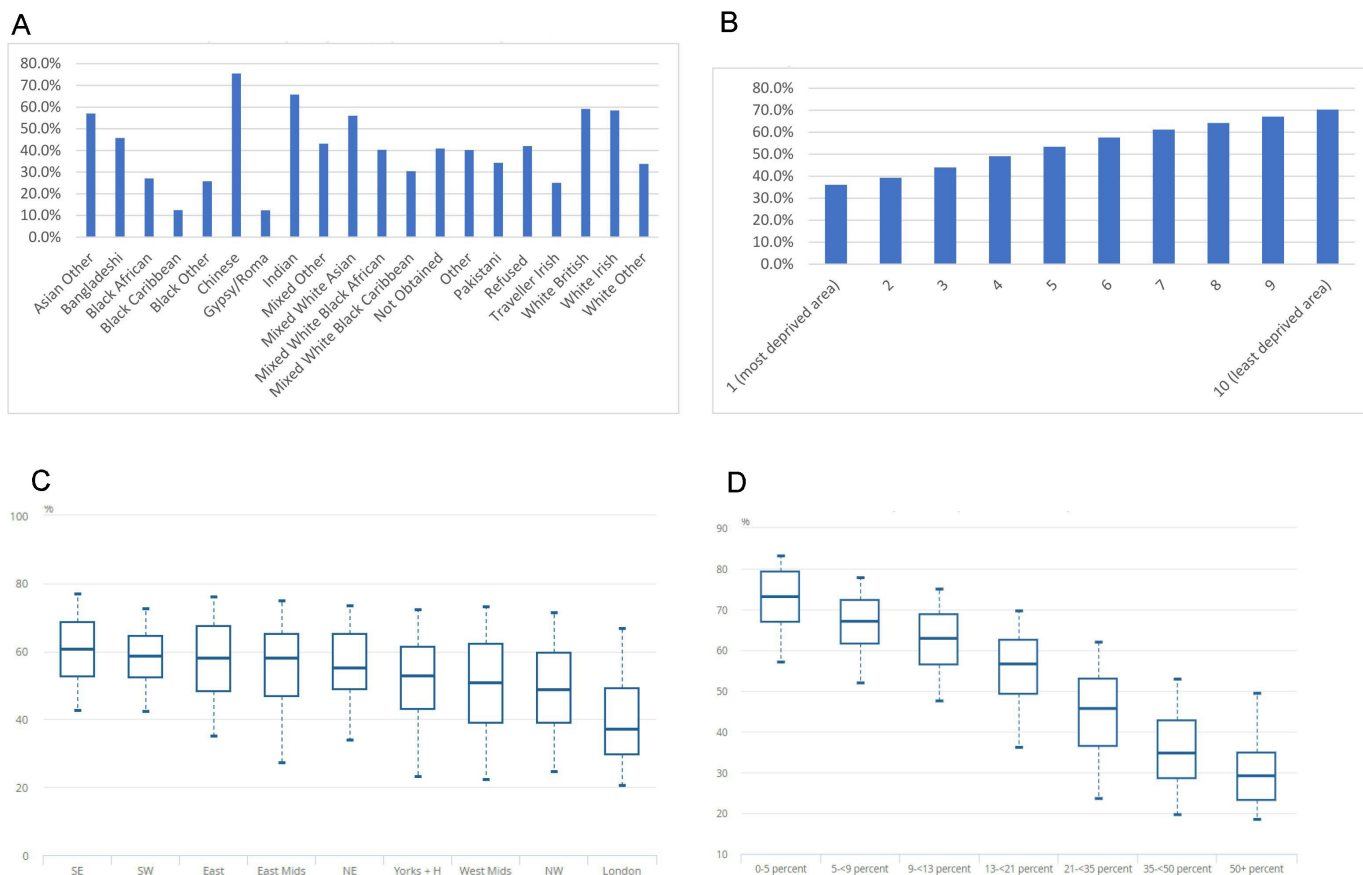 A
80.0%
70.0%
60.0%
50.0%
40.0%
30.0%
20.0%
10.0%
0.0%
Asian Other
Bangladeshi
Black African
Black Caribbean
Black Other
Chinese
Gypsy/Roma
Indian
Mixed Other
Mixed White Asian
Mixed White Black African
Mixed White Black Caribbean
Not Obtained
Other
Pakistani
Refused
Traveller Irish
White British
White Irish
White Other
B
80.0%
70.0%
60.0%
50.0%
40.0%
30.0%
20.0%
10.0%
0.0%
1 (most deprived area)
2
3
4
5
6
7
8
9
10 (least deprived area)
C
%
100
80
60
40
20
0
SE
SW
East
East Mids
NE
Yorks + H
West Mids
NW
London
D
%
90
80
70
60
50
40
30
20
10
0-5 percent
5-<9 percent
9-<13 percent
13-<21 percent
21-<35 percent
35-<50 percent
50+ percent